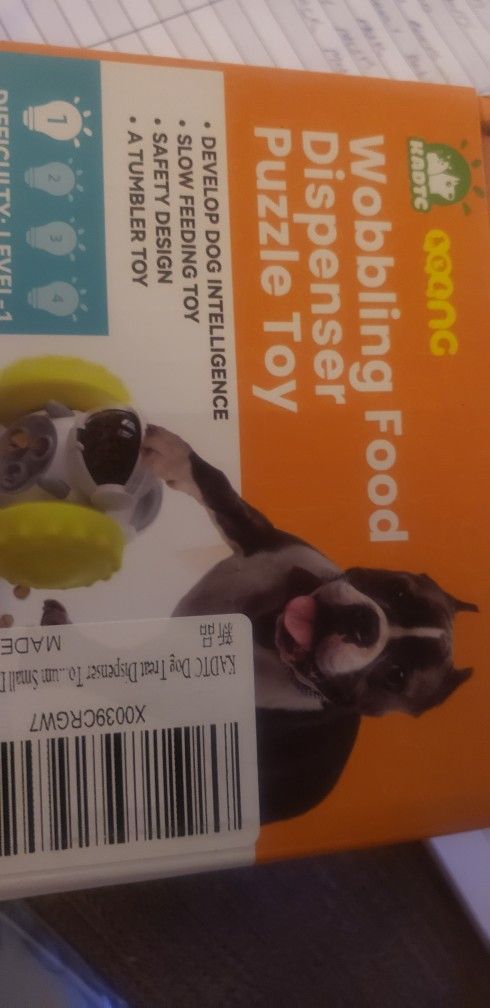 KADTC
Wobbling Food
Dispenser
Puzzle Toy
• DEVELOP DOG INTELLIGENCE
• SLOW FEEDING TOY
• SAFETY DESIGN
• A TUMBLER TOY
1 2 3 4
DIFFICULTY: LEVEL-1
X0039CRGW7
KADTC Dog Treat Dispenser To...um Small D
新品
MADE